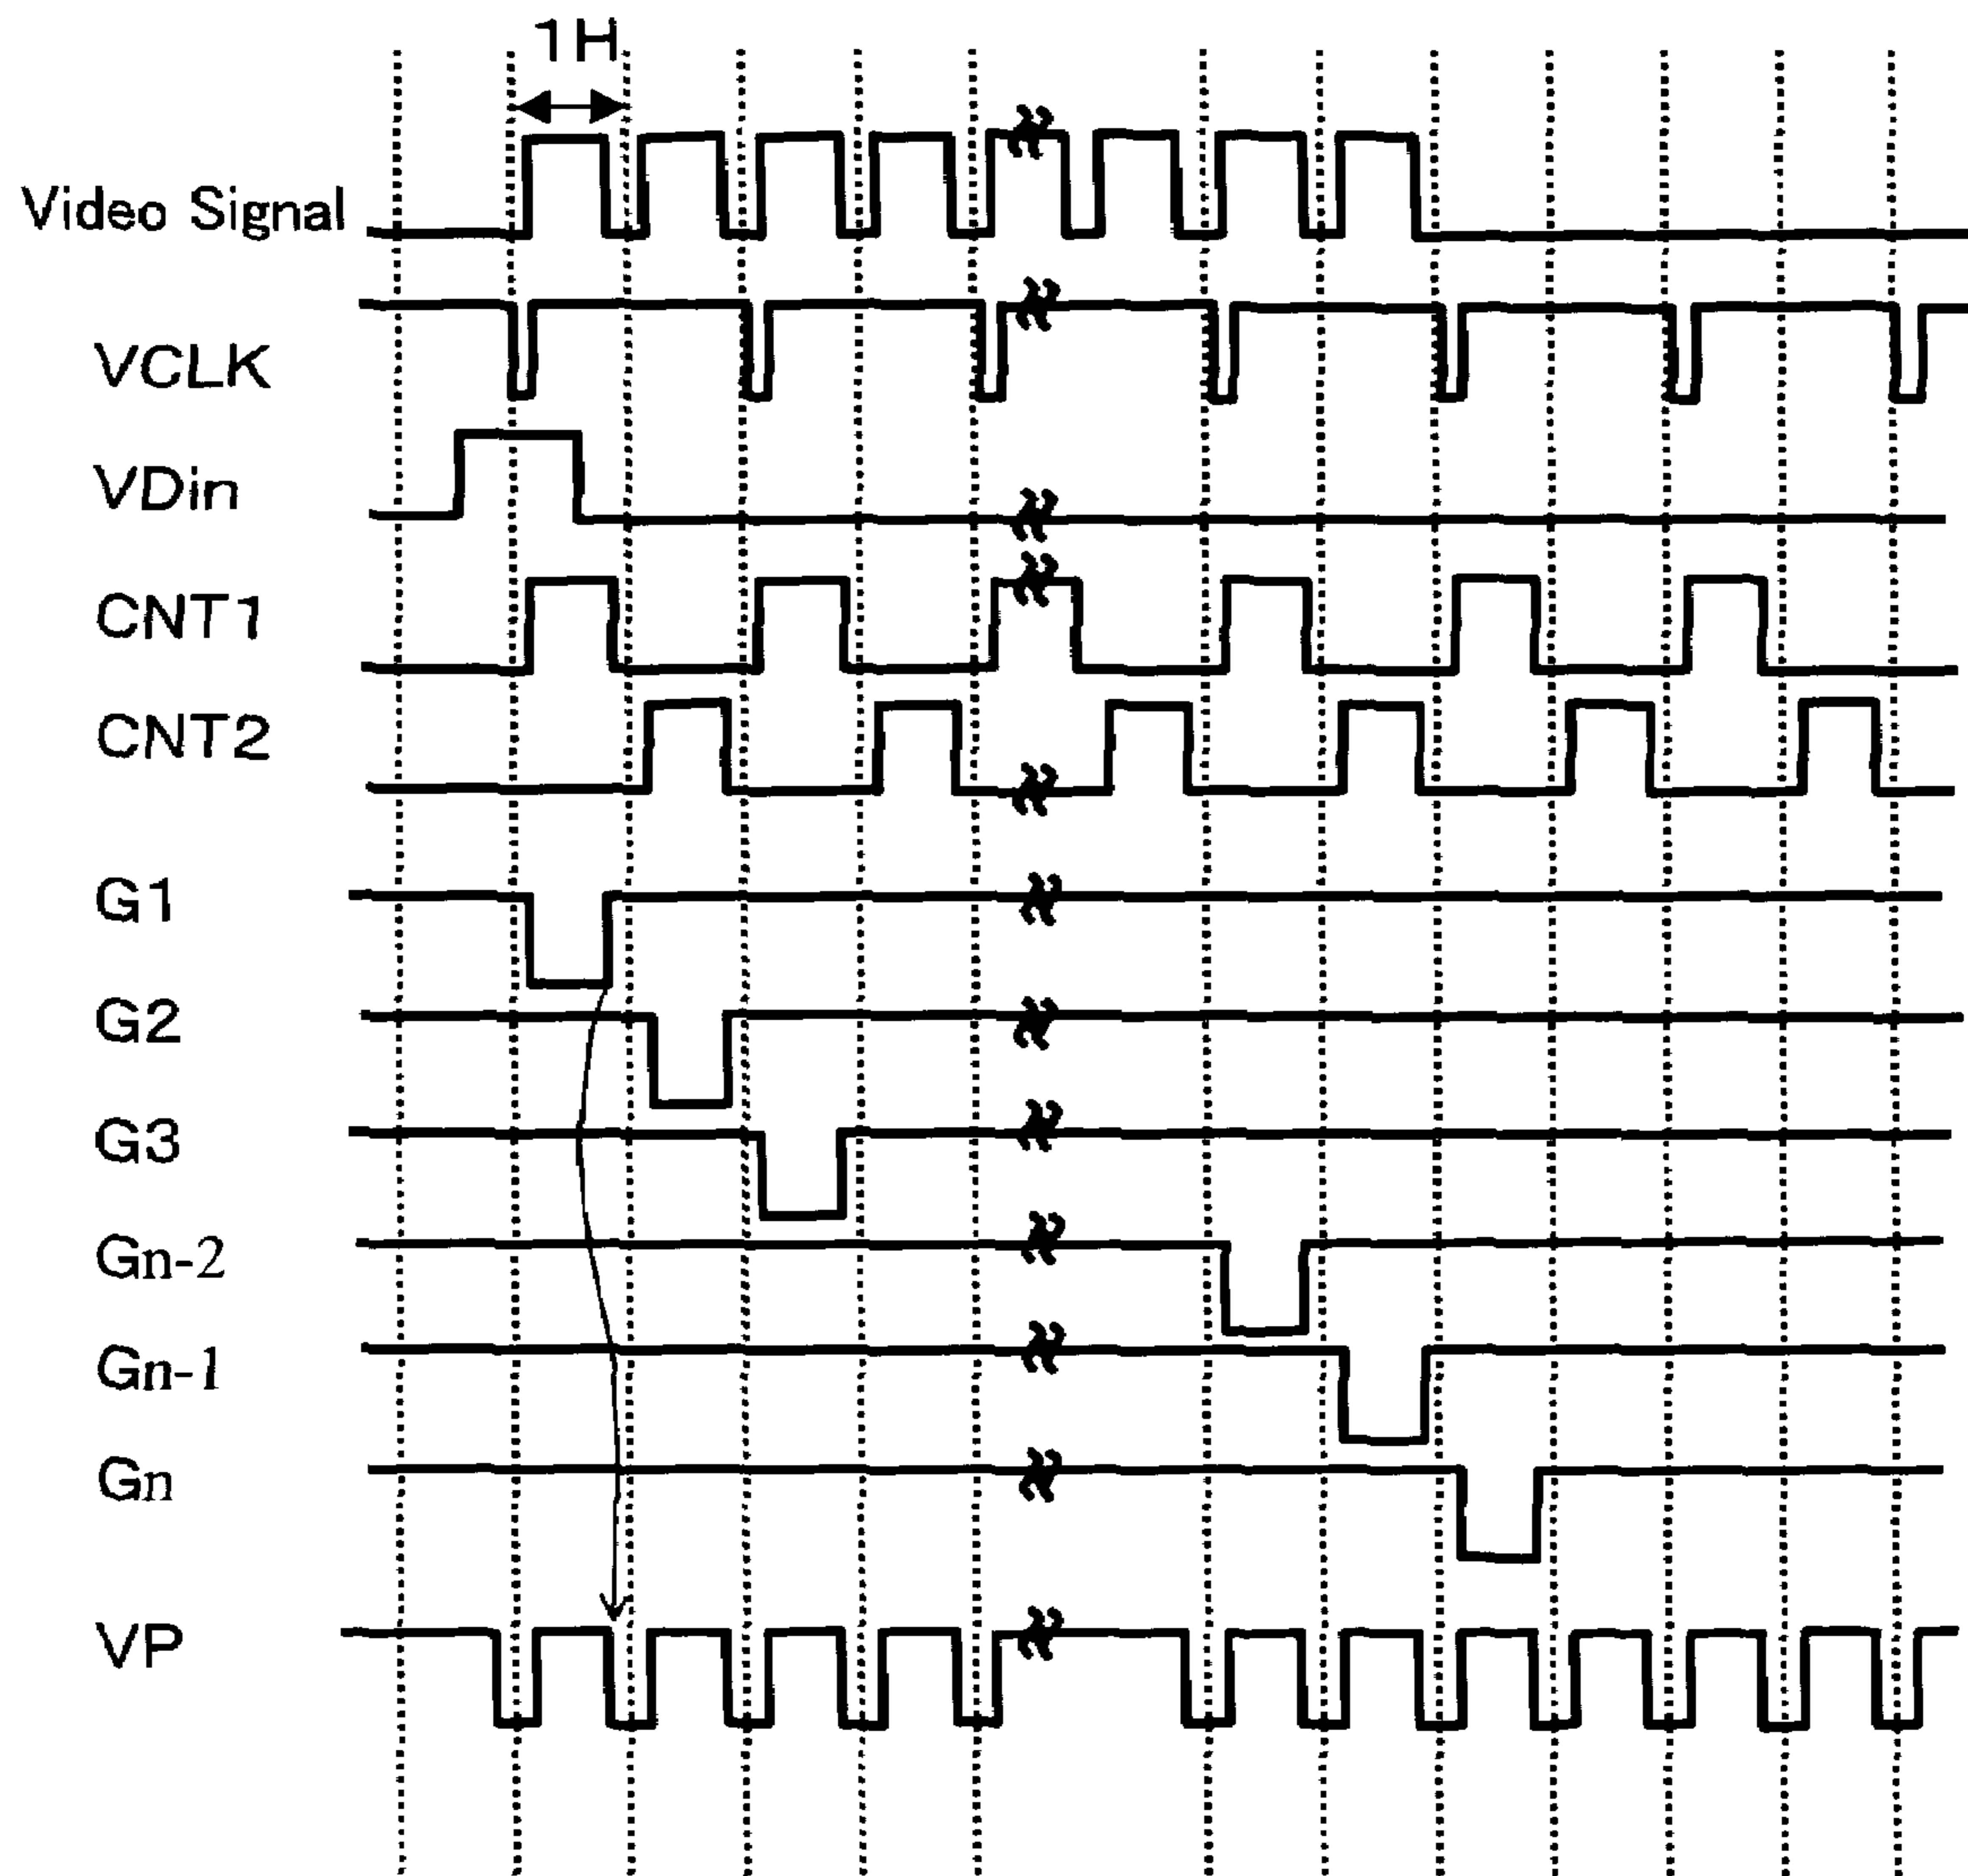 1H
Video Signal
VCLK
VDin
CNT1
CNT2
G1
G2
G3
Gn-2
Gn-1
Gn
VP